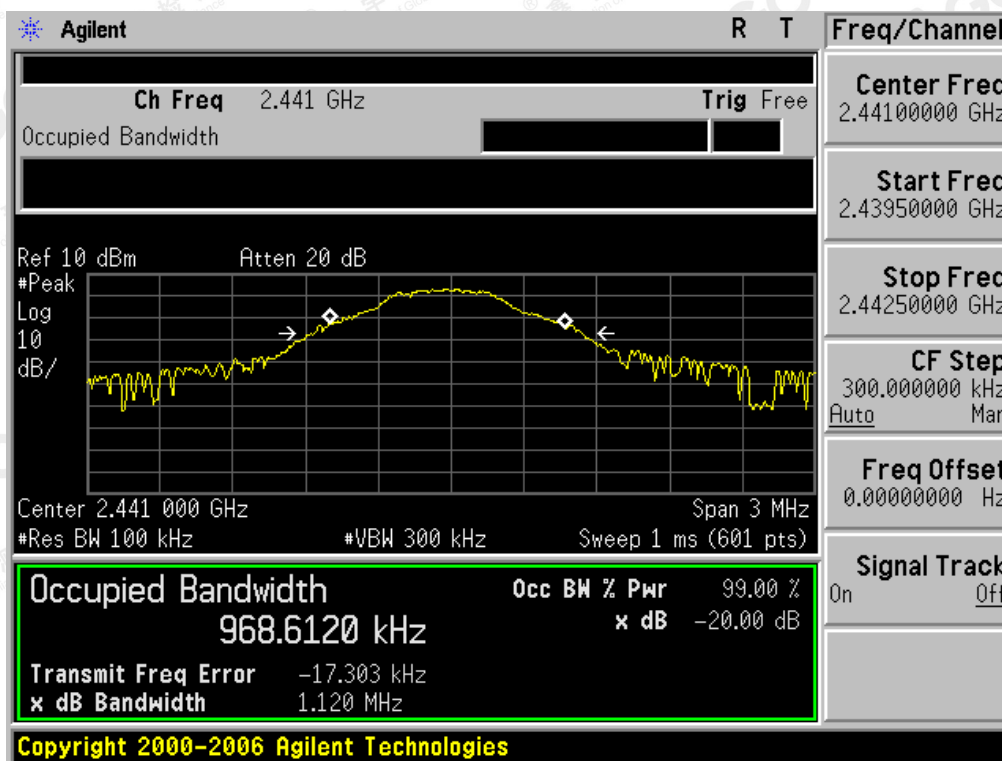 Agilent R T
Freq/Channel
Ch Freq 2.441 GHz Trig Free
Occupied Bandwidth
Center Freq
2.44100000 GHz
Start Freq
2.43950000 GHz
Stop Freq
2.44250000 GHz
CF Step
300.000000 kHz
Auto Man
Freq Offset
0.00000000 Hz
Signal Track
On Off
Ref 10 dBm Atten 20 dB
#Peak
Log
10
dB/
Center 2.441 000 GHz Span 3 MHz
#Res BW 100 kHz #VBW 300 kHz Sweep 1 ms (601 pts)
Occupied Bandwidth
968.6120 kHz
Occ BW % Pwr 99.00 %
x dB -20.00 dB
Transmit Freq Error -17.303 kHz
x dB Bandwidth 1.120 MHz
Copyright 2000-2006 Agilent Technologies